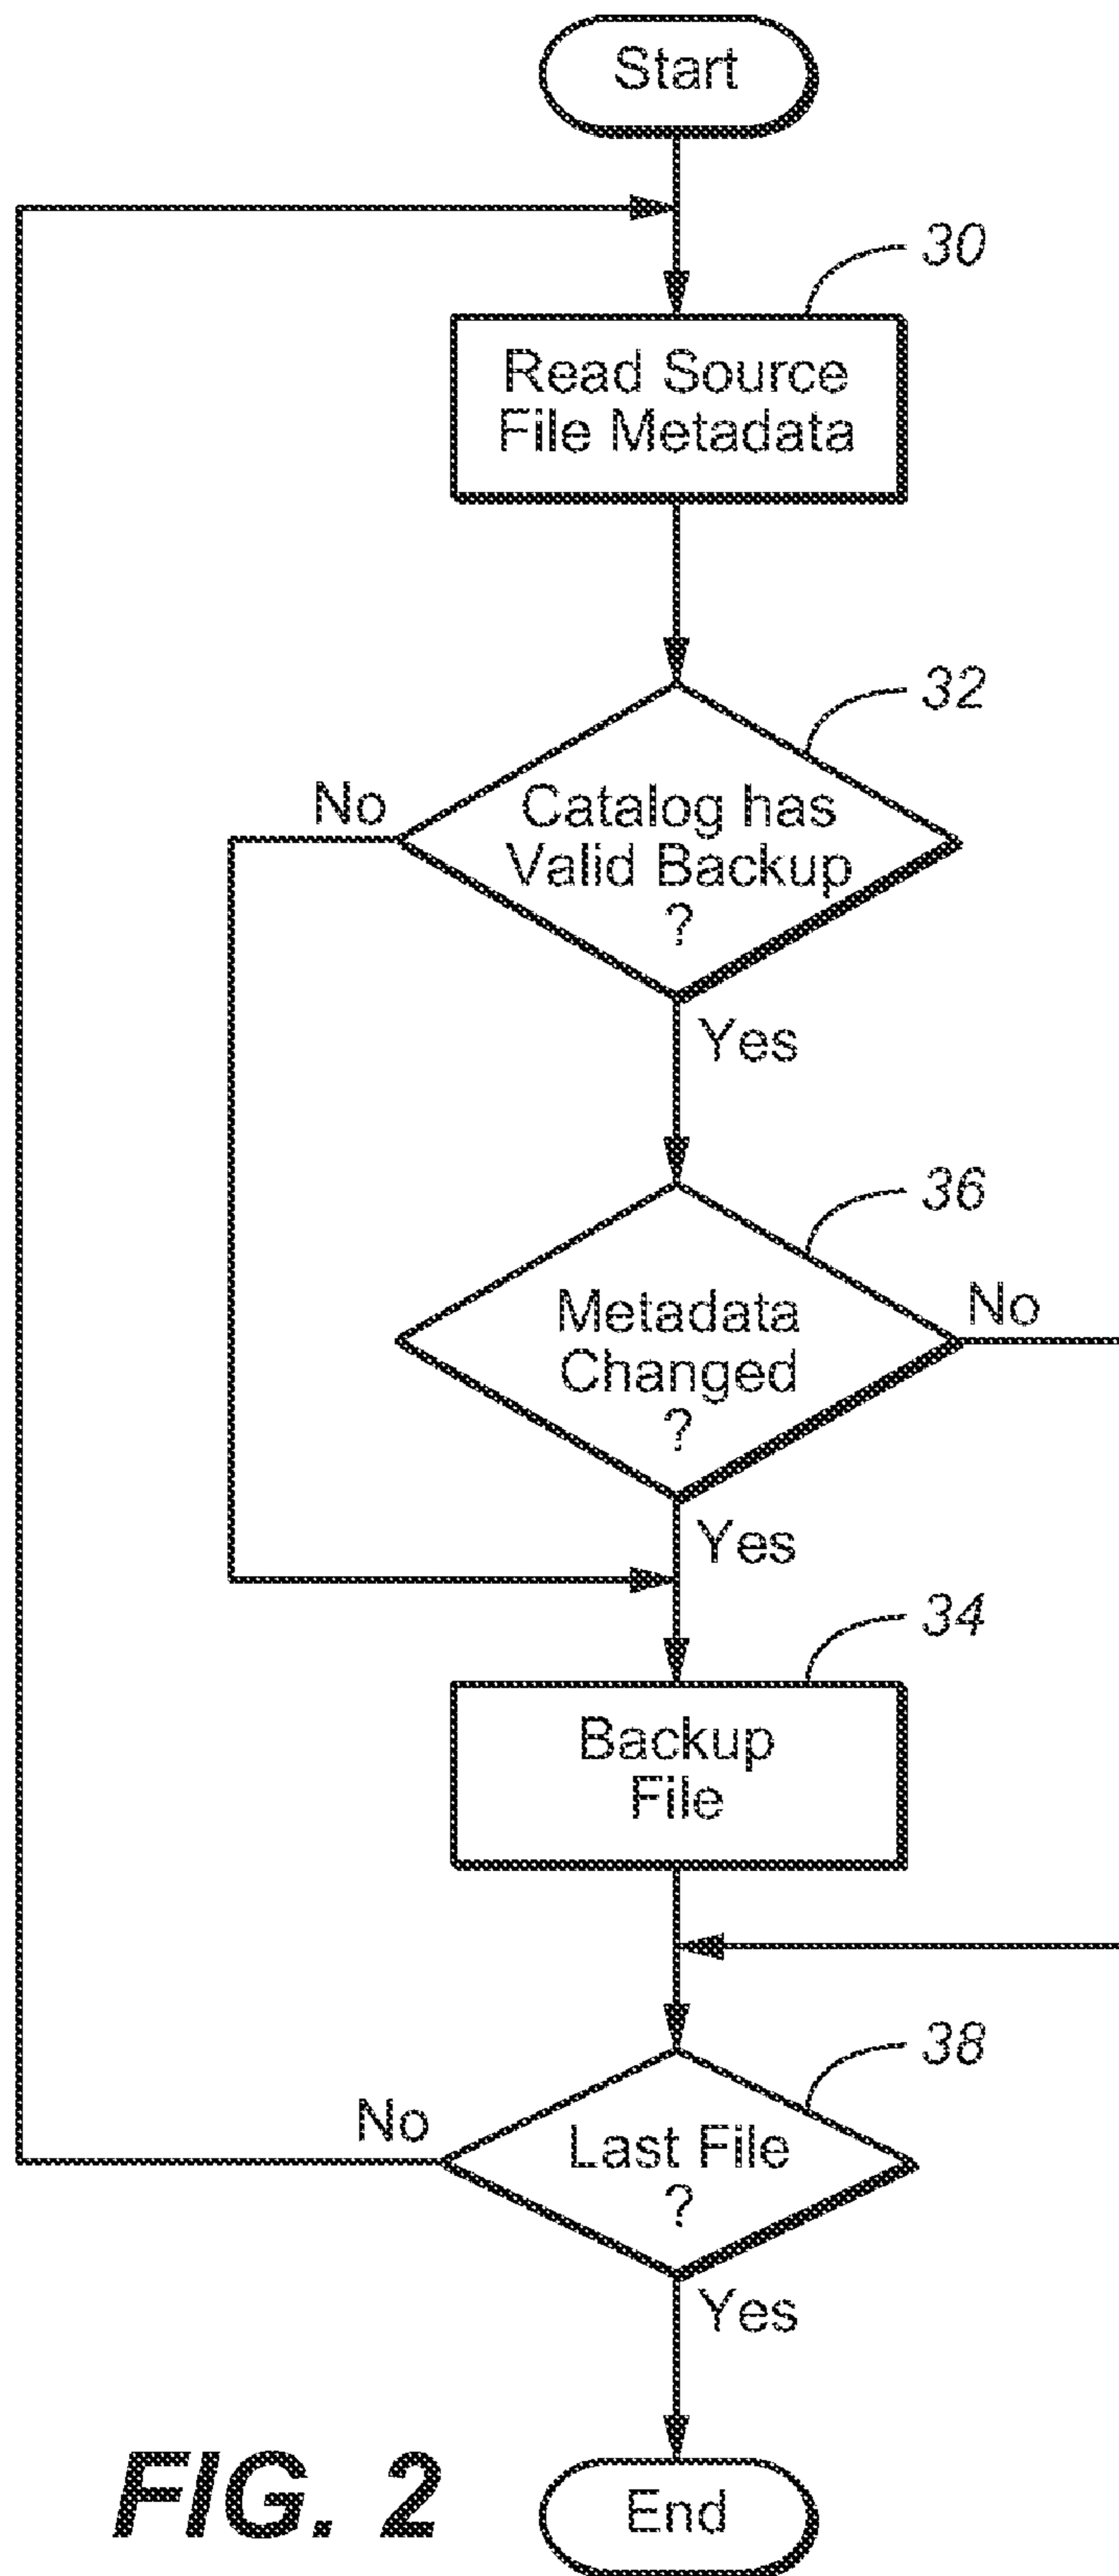 Start
30
Read Source
File Metadata
32
No
Catalog has
Valid Backup
?
Yes
36
No
Metadata
Changed
?
Yes
34
Backup
File
38
No
Last File
?
Yes
End
FIG. 2